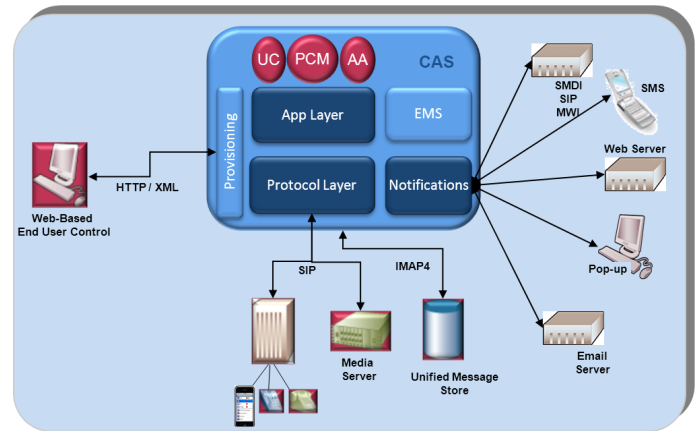 UC
PCM
AA
CAS
Provisioning
App Layer
EMS
Protocol Layer
Notifications
SMDI
SIP
MWI
SMS
Web Server
HTTP / XML
Web-Based
End User Control
Pop-up
SIP
IMAP4
Media
Server
Unified Message
Store
Email
Server